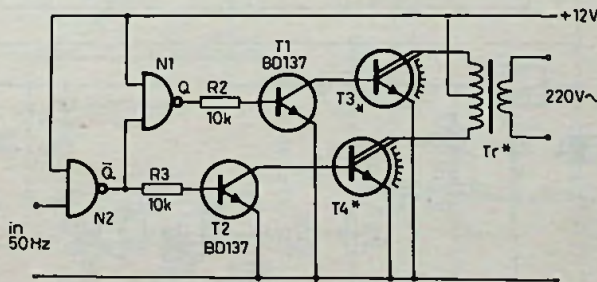 +12V
N1
Q
R2
10k
T1
BD137
T3*
220V~
Tr*
Q̄
R3
10k
N2
in
50Hz
T2
BD137
T4*